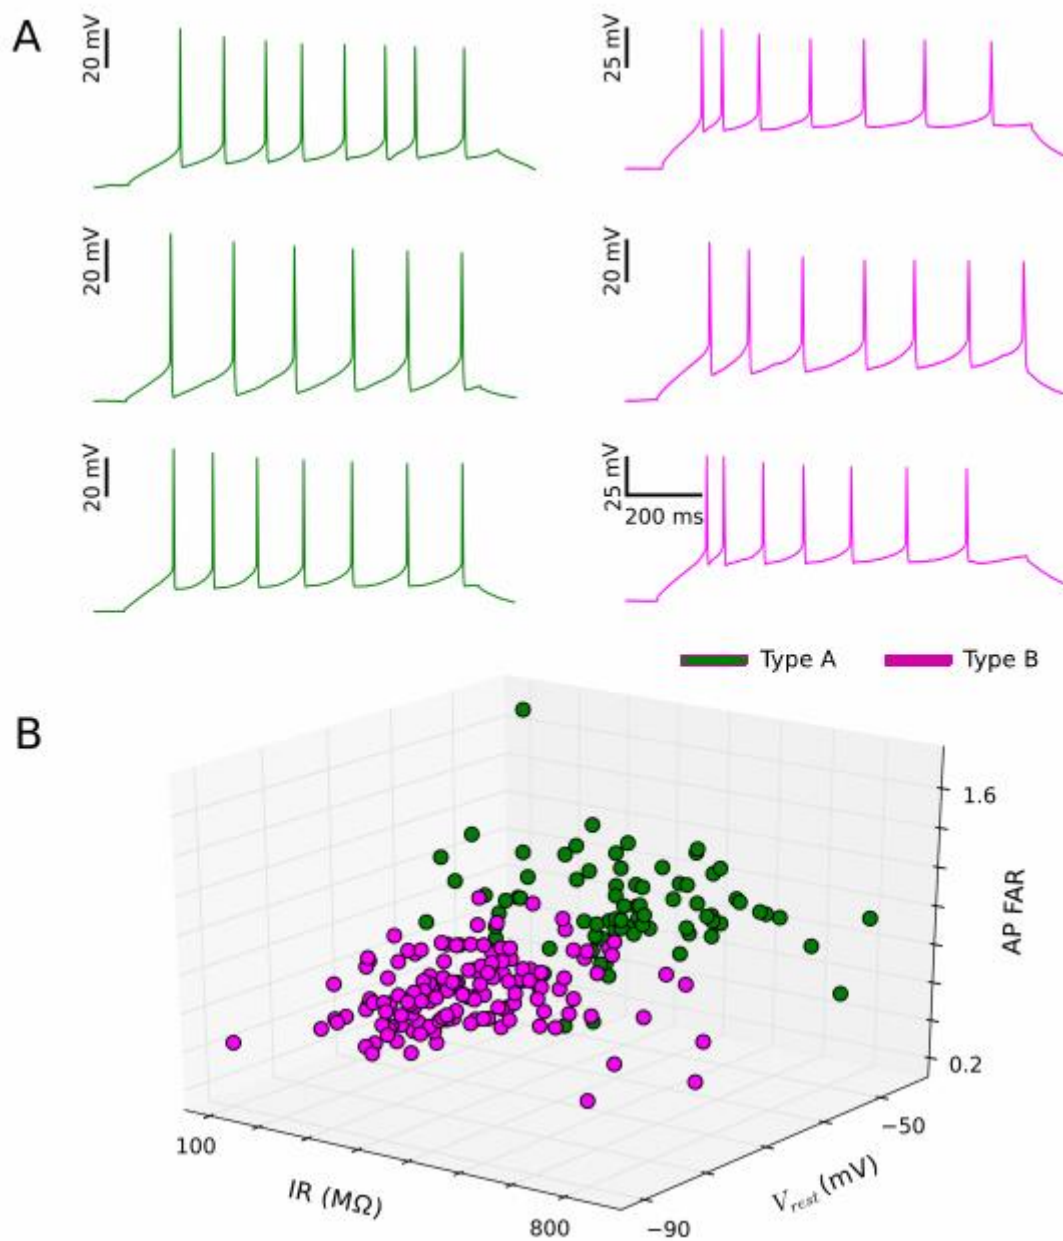 A
20 mV
25 mV
20 mV
20 mV
20 mV
25 mV
200 ms
Type A
Type B
B
1.6
AP FAR
0.2
−50
V_rest (mV)
−90
100
IR (MΩ)
800